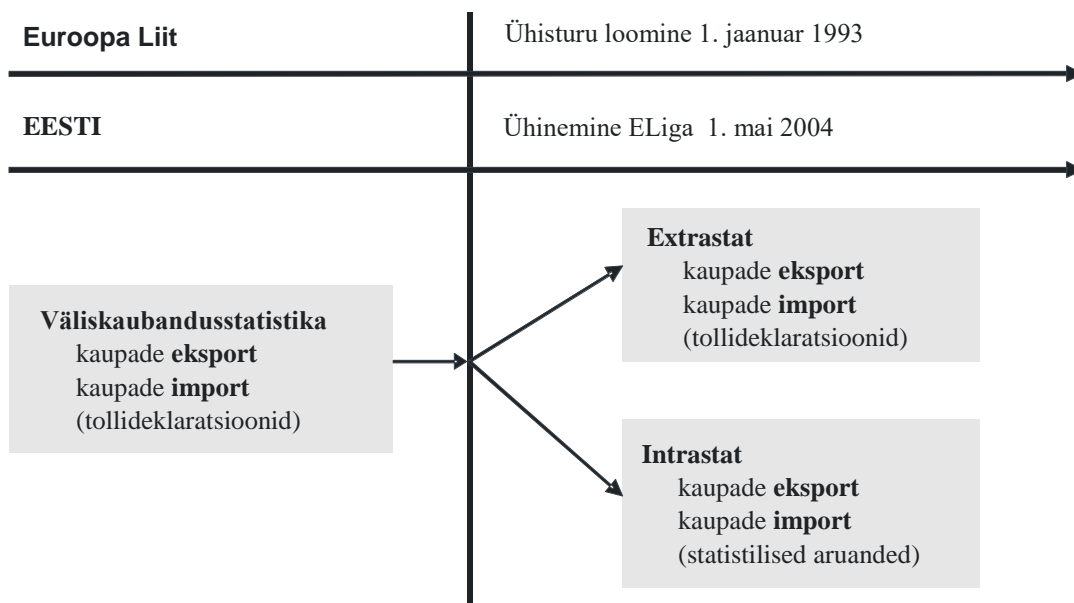 Euroopa Liit
Ühisturu loomine 1. jaanuar 1993
EESTI
Ühinemine ELiga 1. mai 2004
Väliskaubandusstatistika
kaupade eksport
kaupade import
(tollideklaratsioonid)
Extrastat
kaupade eksport
kaupade import
(tollideklaratsioonid)
Intrastat
kaupade eksport
kaupade import
(statistilised aruanded)